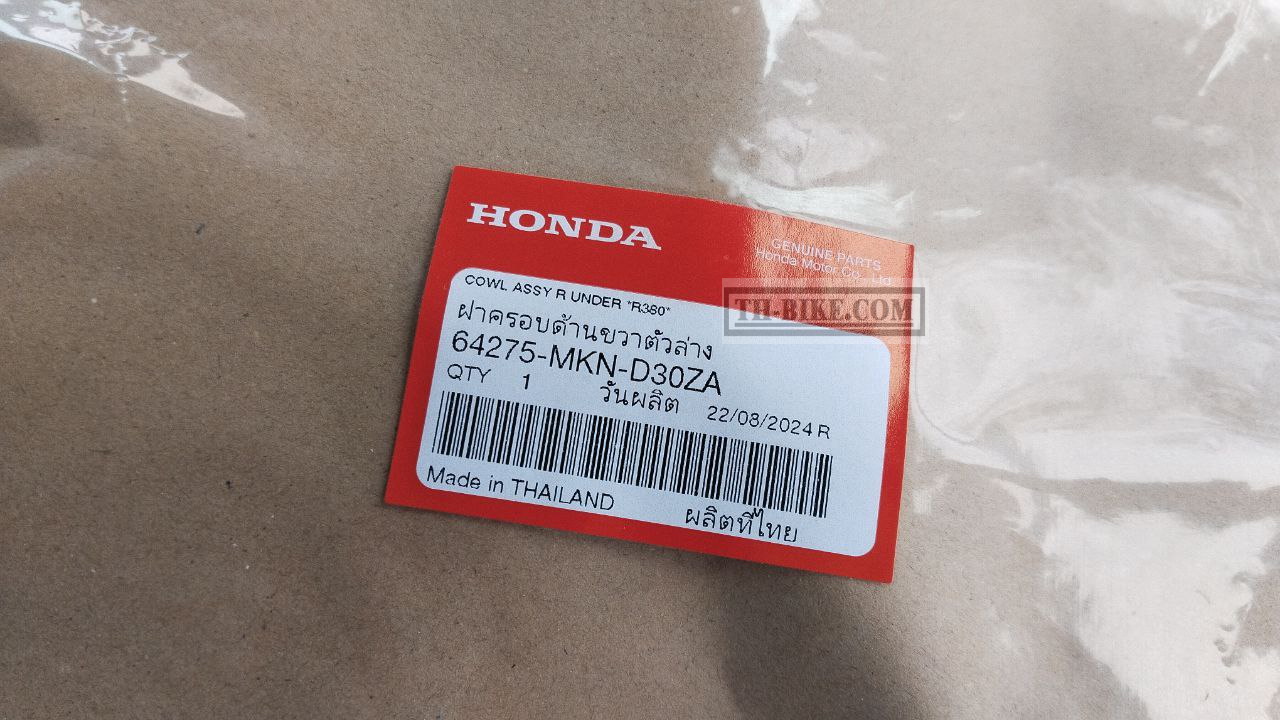 HONDA
GENUINE PARTS
Honda Motor Co., Ltd
TH-BIKE.COM
COWL ASSY R UNDER *R380*
ฝาครอบด้านขวาตัวล่าง
64275-MKN-D30ZA
QTY 1 วันผลิต 22/08/2024 R
Made in THAILAND ผลิตที่ไทย